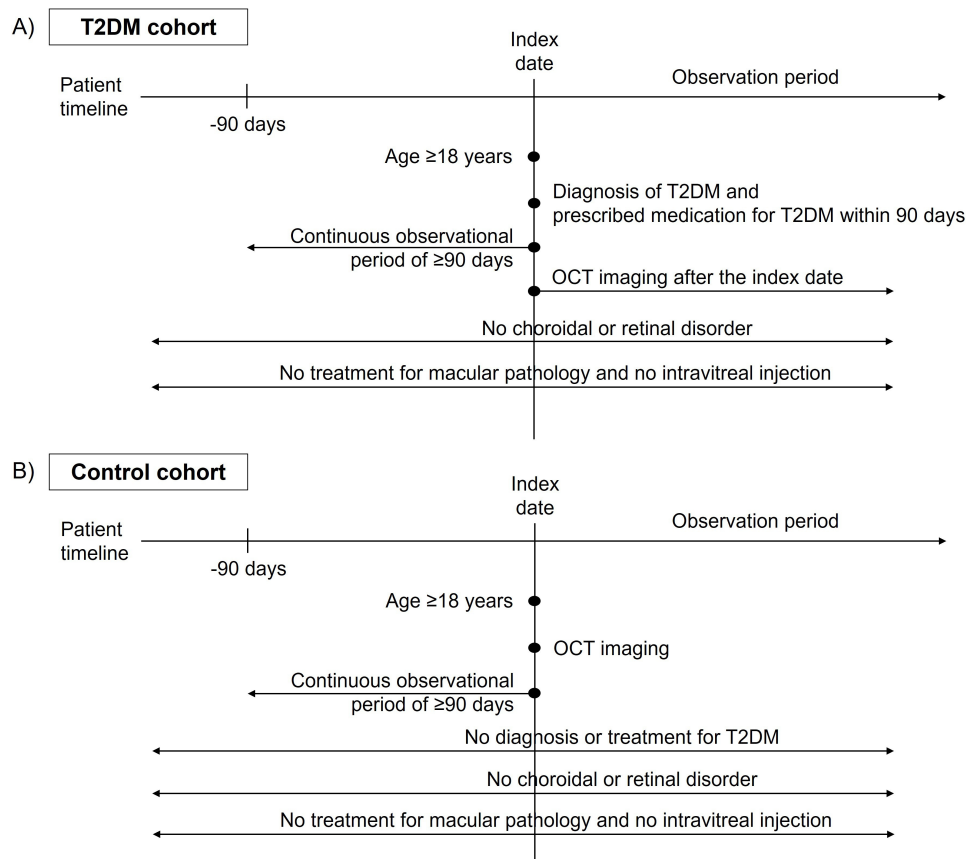 A)
T2DM cohort
Index
date
Patient
timeline
Observation period
-90 days
Age ≥18 years
Diagnosis of T2DM and
prescribed medication for T2DM within 90 days
Continuous observational
period of ≥90 days
OCT imaging after the index date
No choroidal or retinal disorder
No treatment for macular pathology and no intravitreal injection
B)
Control cohort
Index
date
Patient
timeline
Observation period
-90 days
Age ≥18 years
OCT imaging
Continuous observational
period of ≥90 days
No diagnosis or treatment for T2DM
No choroidal or retinal disorder
No treatment for macular pathology and no intravitreal injection